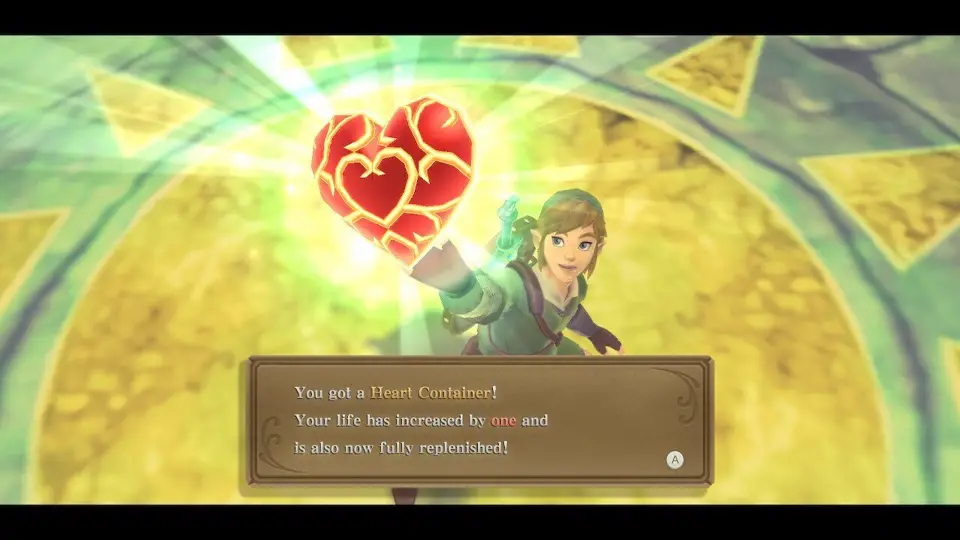 You got a Heart Container!
Your life has increased by one and
is also now fully replenished!
A